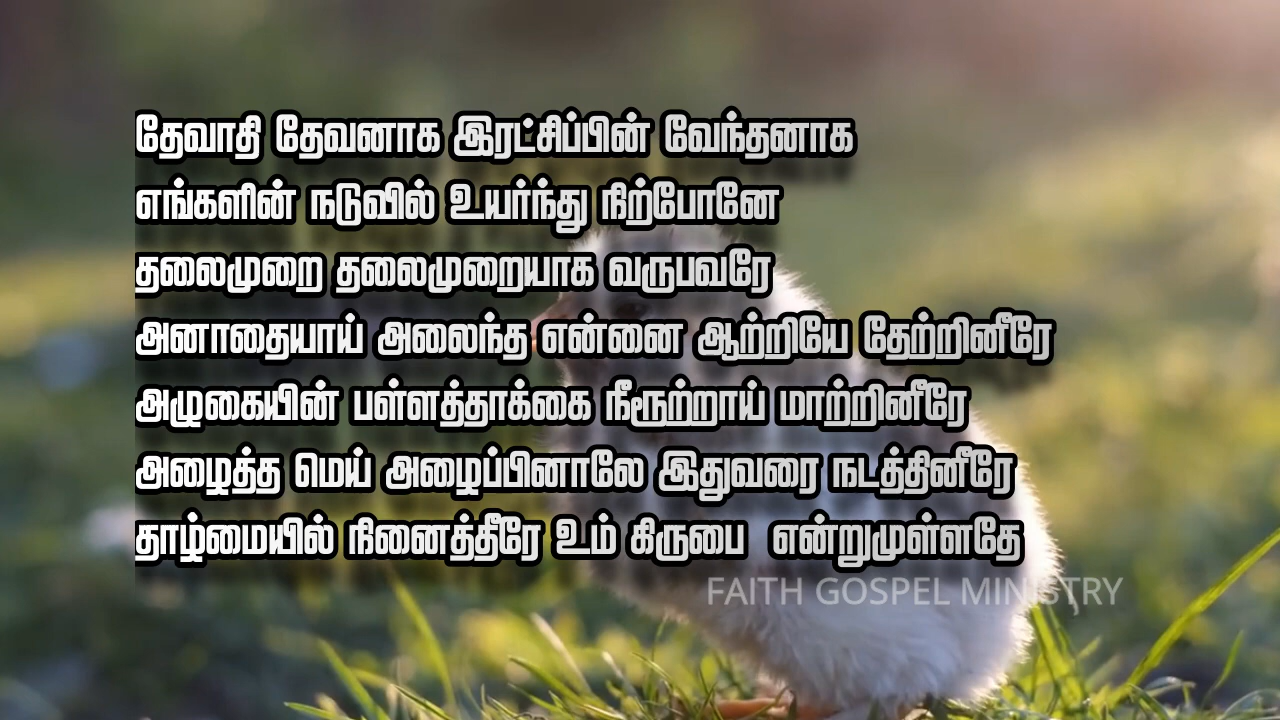 தேவாதி தேவனாக இரட்சிப்பின் வேந்தனாக
எங்களின் நடுவில் உயர்ந்து நிற்போனே
தலைமுறை தலைமுறையாக வருபவரே
அனாதையாய் அலைந்த என்னை ஆற்றியே தேற்றினீரே
அழுகையின் பள்ளத்தாக்கை நீரூற்றாய் மாற்றினீரே
அழைத்த மெய் அழைப்பினாலே இதுவரை நடத்தினீரே
தாழ்மையில் நினைத்தீரே உம் கிருபை என்றுமுள்ளதே
FAITH GOSPEL MINISTRY